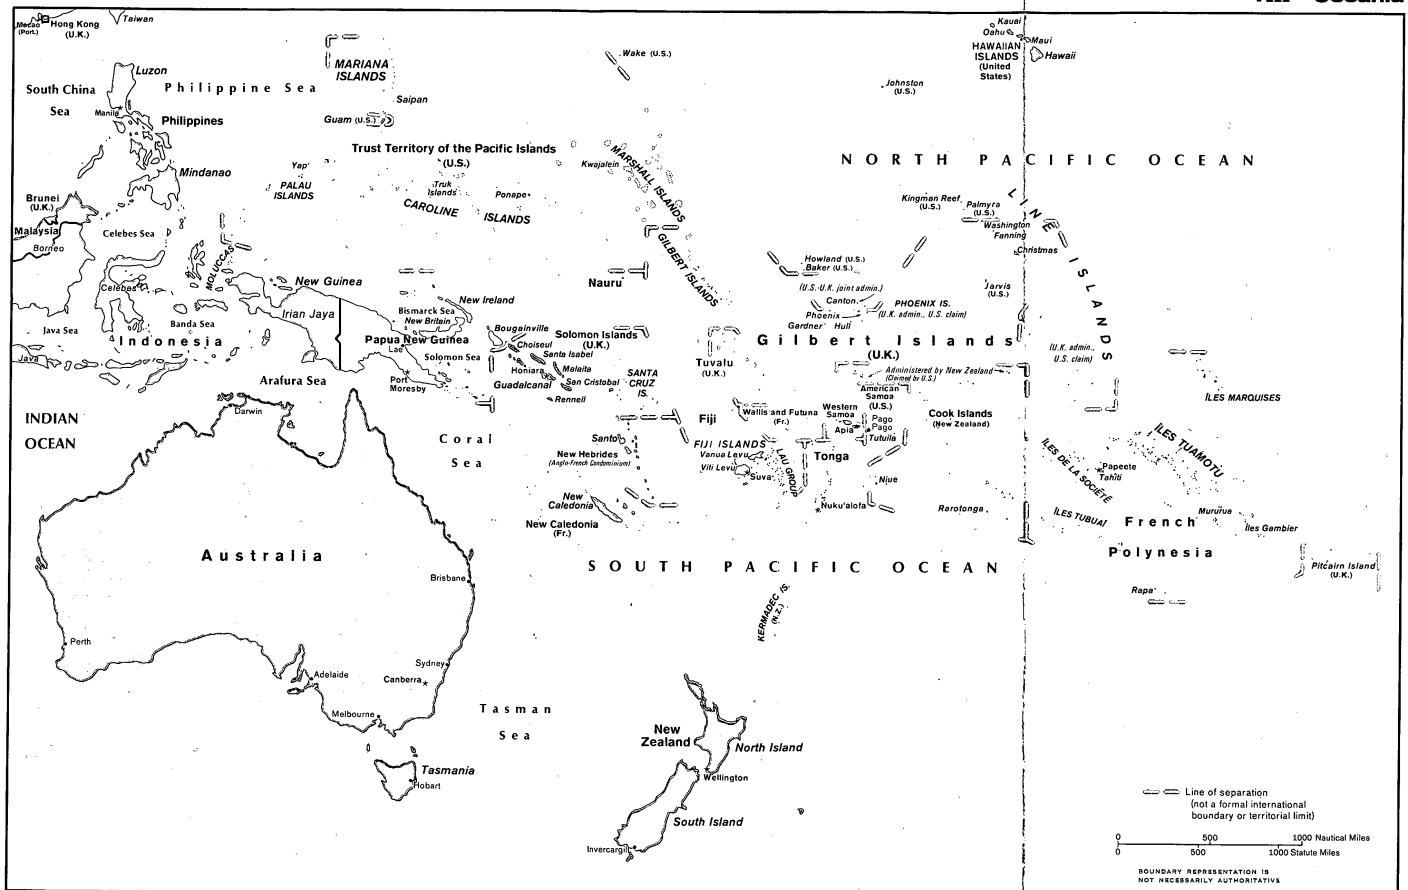 Oceania
Macao
(Port.)
Hong Kong
(U.K.)
Taiwan
MARIANA
ISLANDS
Wake (U.S.)
Kauai
Oahu
Maui
HAWAIIAN
ISLANDS
(United
States)
Hawaii
Luzon
Philippine Sea
South China
Sea
Manila
Philippines
Saipan
Guam (U.S.)
Johnston
(U.S.)
Trust Territory of the Pacific Islands
(U.S.)
NORTH PACIFIC OCEAN
Yap
PALAU
ISLANDS
Truk
Islands
Ponape
CAROLINE ISLANDS
Kwajalein
MARSHALL ISLANDS
Mindanao
Brunei
(U.K.)
Malaysia
Borneo
Celebes Sea
Kingman Reef
(U.S.)
Palmyra
(U.S.)
Washington
Fanning
Christmas
LINE ISLANDS
MOLUCCAS
Celebes
New Guinea
Nauru
GILBERT ISLANDS
Howland (U.S.)
Baker (U.S.)
(U.S.-U.K. joint admin.)
Canton
Phoenix
Gardner Hull
PHOENIX IS.
(U.K. admin., U.S. claim)
Jarvis
(U.S.)
Irian Jaya
Bismarck Sea
New Ireland
New Britain
Java Sea
Banda Sea
Indonesia
Java
Papua New Guinea
Lae
Solomon Sea
Port
Moresby
Bougainville
Choiseul
Santa Isabel
Solomon Islands
(U.K.)
Honiara
Malaita
Guadalcanal
San Cristobal
Rennell
SANTA
CRUZ
IS.
Tuvalu
(U.K.)
Gilbert Islands
(U.K.)
(U.K. admin.,
U.S. claim)
Administered by New Zealand
(Claimed by U.S.)
American
Samoa
(U.S.)
Arafura Sea
Darwin
INDIAN
OCEAN
Coral
Sea
Fiji
Wallis and Futuna
(Fr.)
Western
Samoa
Apia
Pago
Pago
Tutuila
Cook Islands
(New Zealand)
ÎLES MARQUISES
Santo
New Hebrides
(Anglo-French Condominium)
FIJI ISLANDS
Vanua Levu
Viti Levu
Suva
LAU GROUP
Tonga
Niue
Nuku'alofa
Rarotonga
ÎLES DE LA SOCIÉTÉ
Papeete
Tahiti
ÎLES TUAMOTU
New
Caledonia
New Caledonia
(Fr.)
ÎLES TUBUAÏ
French
Polynesia
Mururua
Îles Gambier
Australia
SOUTH PACIFIC OCEAN
Pitcairn Island
(U.K.)
Rapa
Brisbane
KERMADEC IS.
(N.Z.)
Perth
Adelaide
Sydney
Canberra
Melbourne
Tasman
Sea
Tasmania
Hobart
New
Zealand
North Island
Wellington
South Island
Invercargill
Line of separation
(not a formal international
boundary or territorial limit)
0 500 1000 Nautical Miles
0 500 1000 Statute Miles
BOUNDARY REPRESENTATION IS
NOT NECESSARILY AUTHORITATIVE